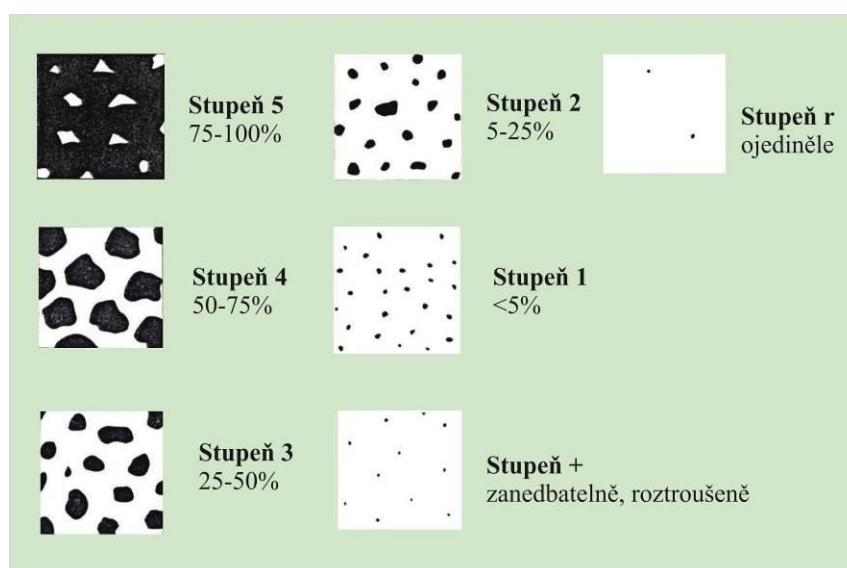 Stupeň 5
75-100%
Stupeň 2
5-25%
Stupeň r
ojediněle
Stupeň 4
50-75%
Stupeň 1
<5%
Stupeň 3
25-50%
Stupeň +
zanedbatelně, roztroušeně